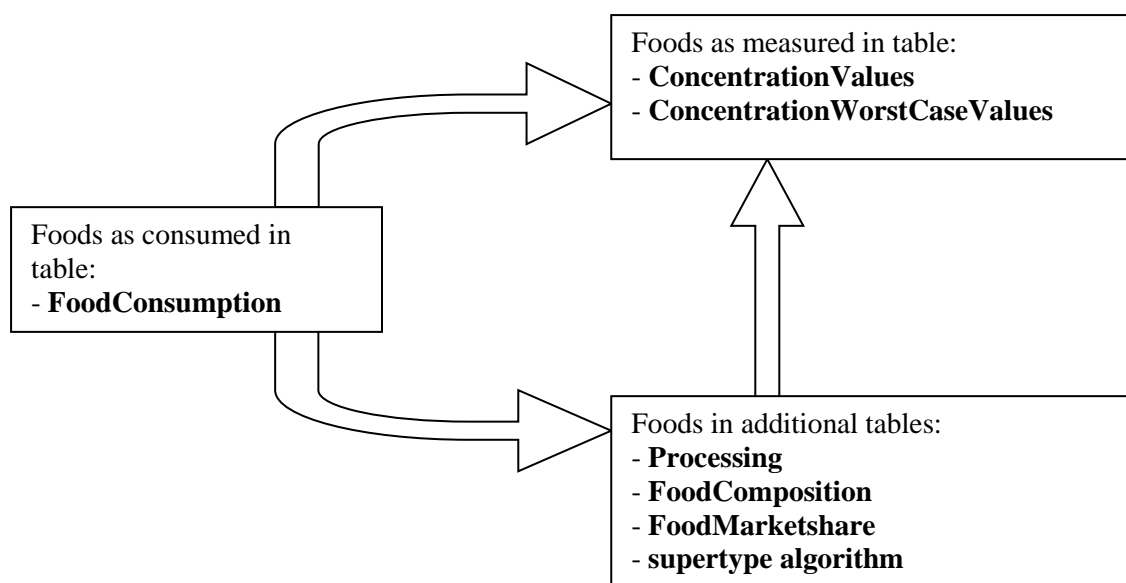 Foods as measured in table:
- ConcentrationValues
- ConcentrationWorstCaseValues
Foods as consumed in
table:
- FoodConsumption
Foods in additional tables:
- Processing
- FoodComposition
- FoodMarketshare
- supertype algorithm